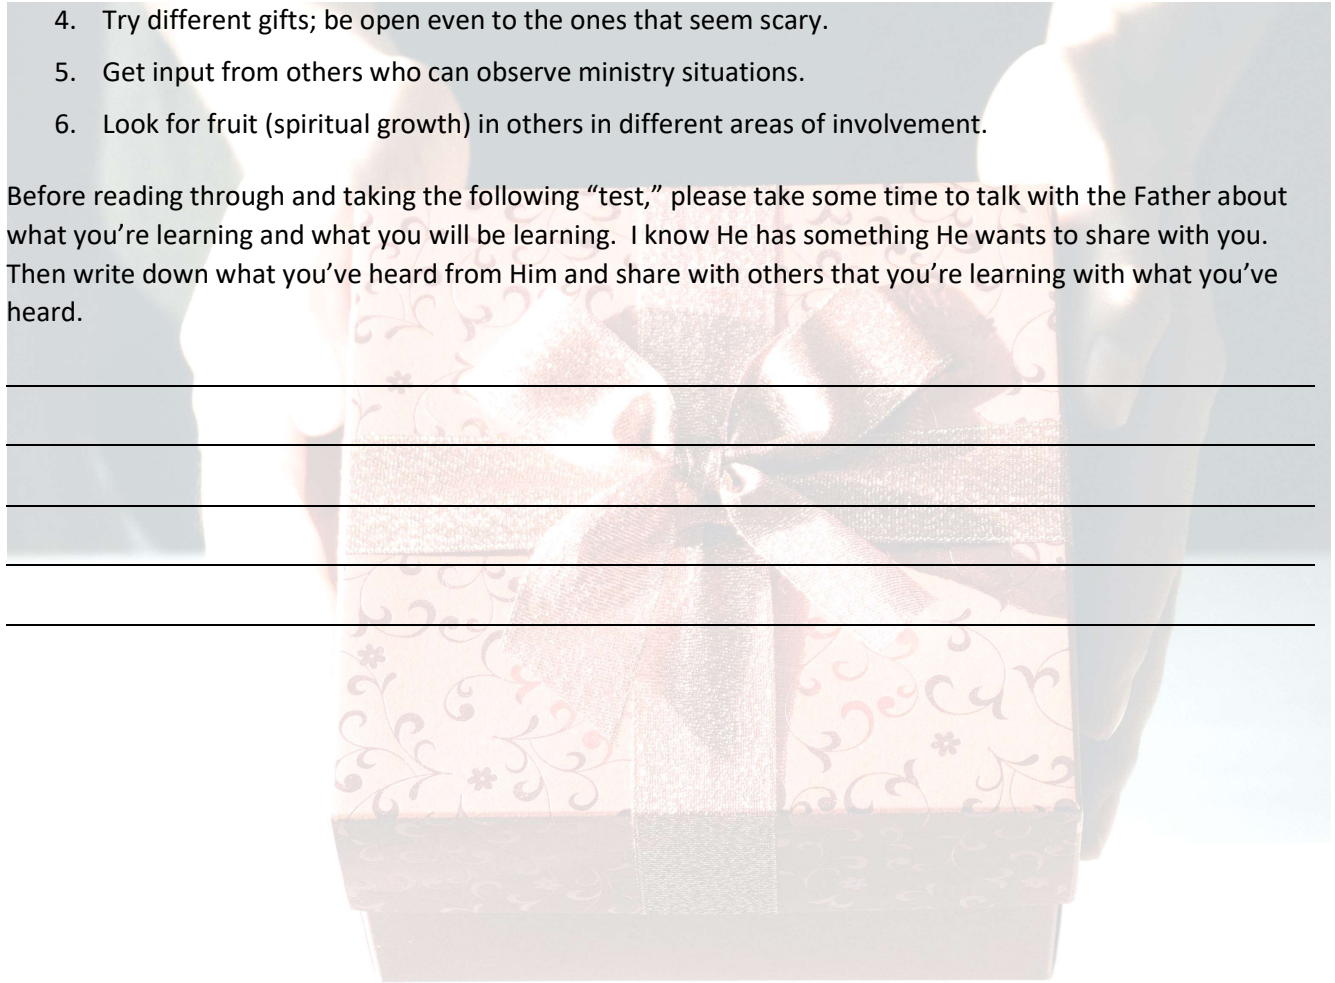 4. Try different gifts; be open even to the ones that seem scary.
5. Get input from others who can observe ministry situations.
6. Look for fruit (spiritual growth) in others in different areas of involvement.
Before reading through and taking the following “test,” please take some time to talk with the Father about
what you’re learning and what you will be learning.  I know He has something He wants to share with you.
Then write down what you’ve heard from Him and share with others that you’re learning with what you’ve
heard.